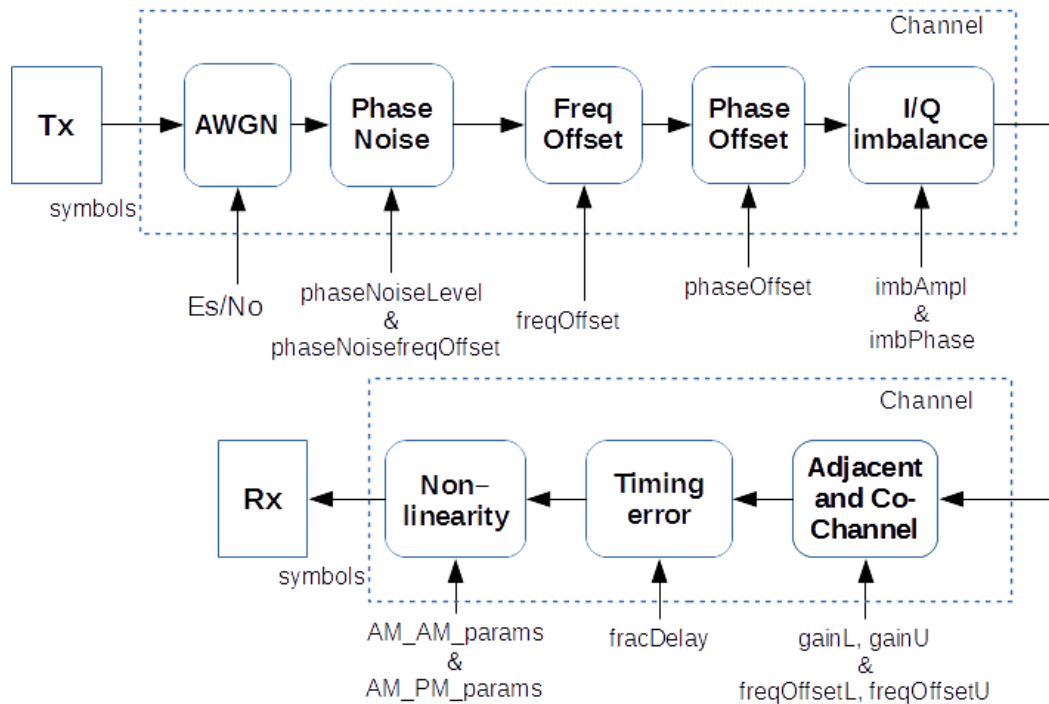 Channel
Tx
AWGN
Phase
Noise
Freq
Offset
Phase
Offset
I/Q
imbalance
symbols
Es/No
phaseNoiseLevel
&
phaseNoisefreqOffset
freqOffset
phaseOffset
imbAmpl
&
imbPhase
Channel
Rx
Non–
linearity
Timing
error
Adjacent
and Co-
Channel
symbols
AM_AM_params
&
AM_PM_params
fracDelay
gainL, gainU
&
freqOffsetL, freqOffsetU